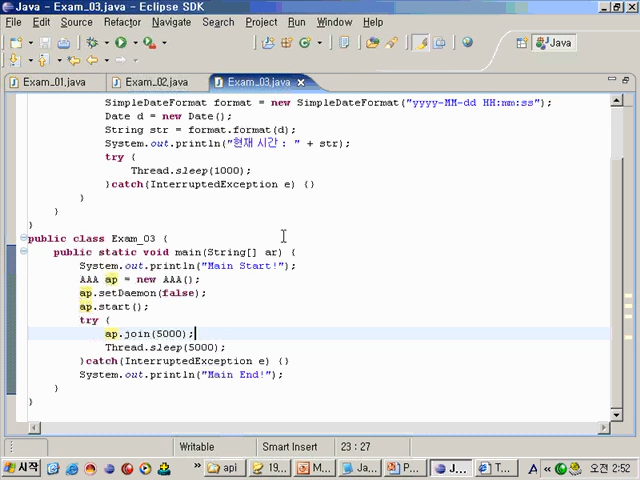 Java - Exam_03.java - Eclipse SDK
File Edit Source Refactor Navigate Search Project Run Window Help
Java
Exam_01.java Exam_02.java Exam_03.java
SimpleDateFormat format = new SimpleDateFormat("yyyy-MM-dd HH:mm:ss");
Date d = new Date();
String str = format.format(d);
System.out.println("현재 시간 : " + str);
try {
Thread.sleep(1000);
}catch(InterruptedException e) {}
}
}
}
public class Exam_03 {
public static void main(String[] ar) {
System.out.println("Main Start!");
AAA ap = new AAA();
ap.setDaemon(false);
ap.start();
try {
ap.join(5000);
Thread.sleep(5000);
}catch(InterruptedException e) {}
System.out.println("Main End!");
}
}
Writable Smart Insert 23 : 27
시작 api 19... M... Ja... P... J... T... A 오전 2:52